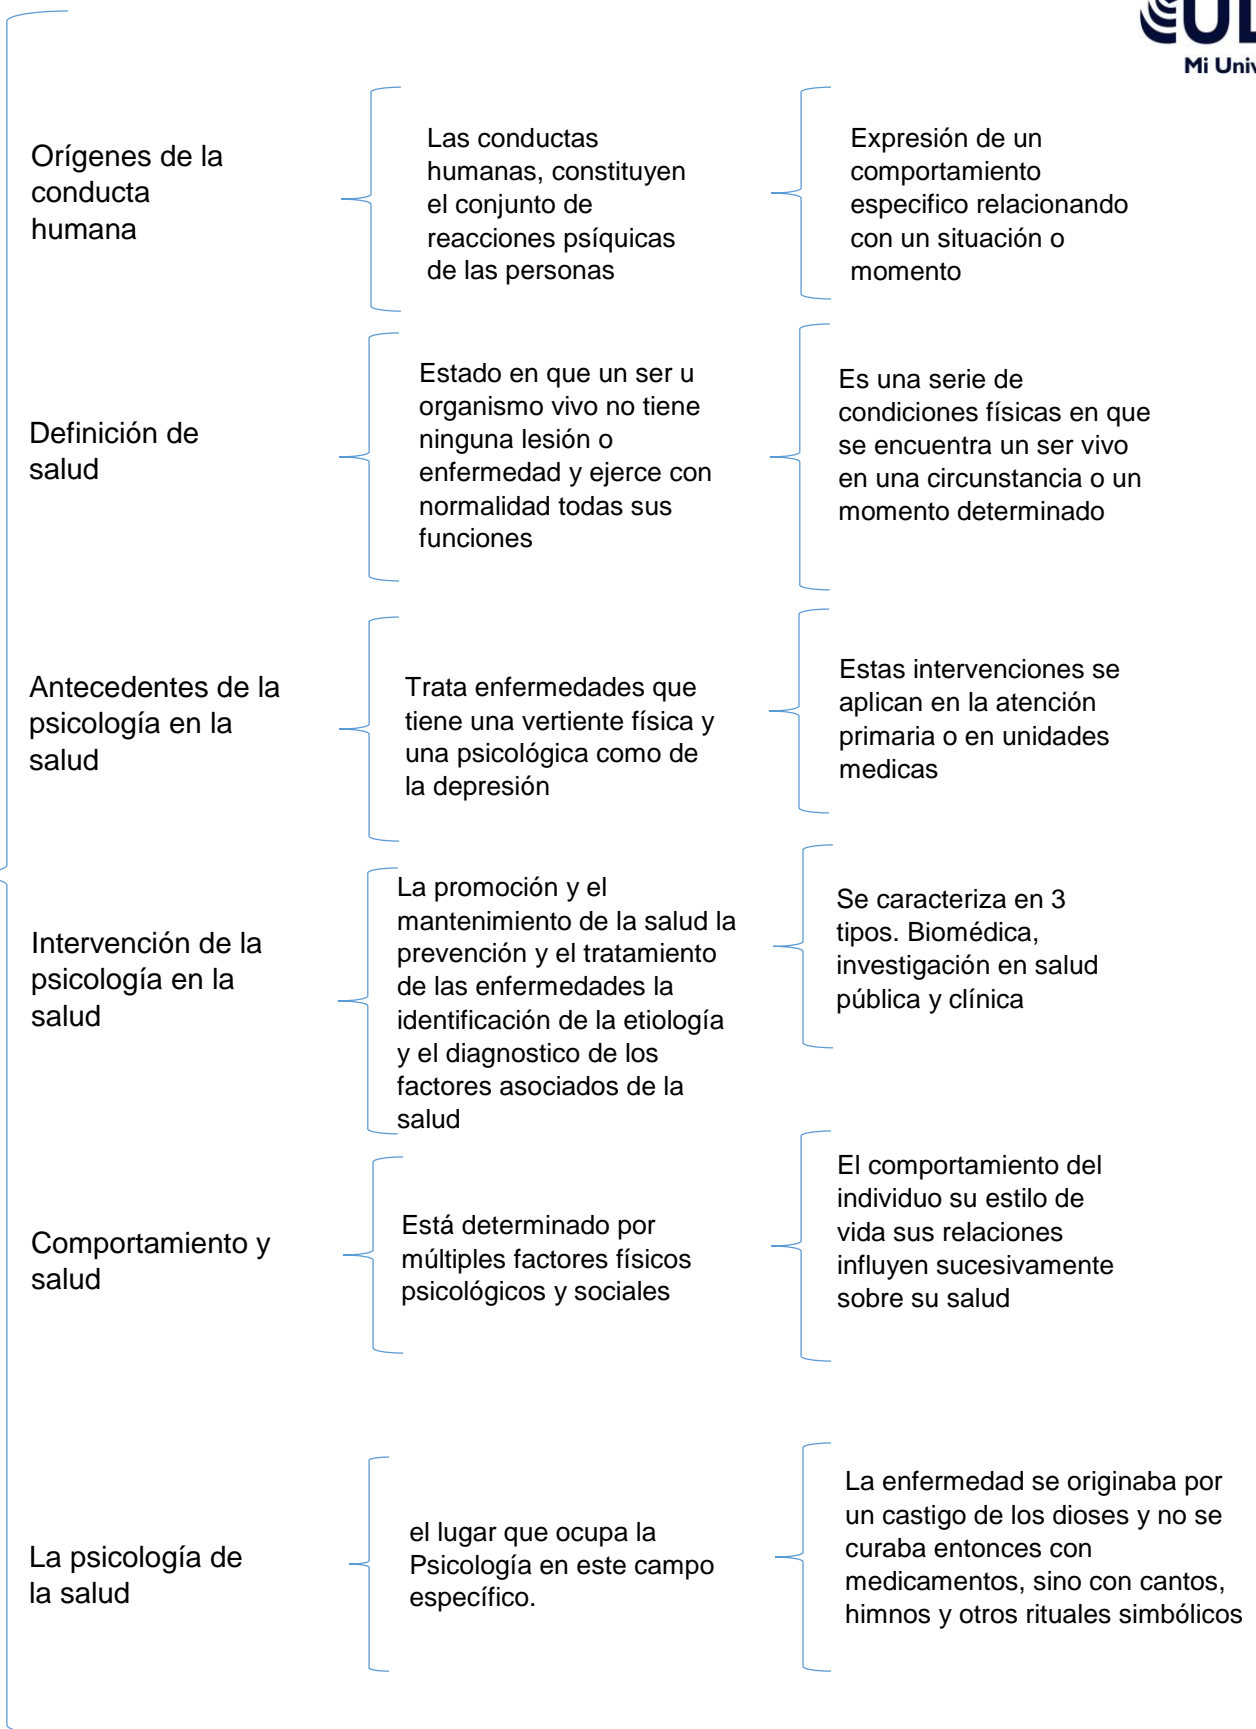 Mi Univ
Orígenes de la
conducta
humana
Las conductas
humanas, constituyen
el conjunto de
reacciones psíquicas
de las personas
Expresión de un
comportamiento
especifico relacionando
con un situación o
momento
Definición de
salud
Estado en que un ser u
organismo vivo no tiene
ninguna lesión o
enfermedad y ejerce con
normalidad todas sus
funciones
Es una serie de
condiciones físicas en que
se encuentra un ser vivo
en una circunstancia o un
momento determinado
Antecedentes de la
psicología en la
salud
Trata enfermedades que
tiene una vertiente física y
una psicológica como de
la depresión
Estas intervenciones se
aplican en la atención
primaria o en unidades
medicas
Intervención de la
psicología en la
salud
La promoción y el
mantenimiento de la salud la
prevención y el tratamiento
de las enfermedades la
identificación de la etiología
y el diagnostico de los
factores asociados de la
salud
Se caracteriza en 3
tipos. Biomédica,
investigación en salud
pública y clínica
Comportamiento y
salud
Está determinado por
múltiples factores físicos
psicológicos y sociales
El comportamiento del
individuo su estilo de
vida sus relaciones
influyen sucesivamente
sobre su salud
La psicología de
la salud
el lugar que ocupa la
Psicología en este campo
específico.
La enfermedad se originaba por
un castigo de los dioses y no se
curaba entonces con
medicamentos, sino con cantos,
himnos y otros rituales simbólicos